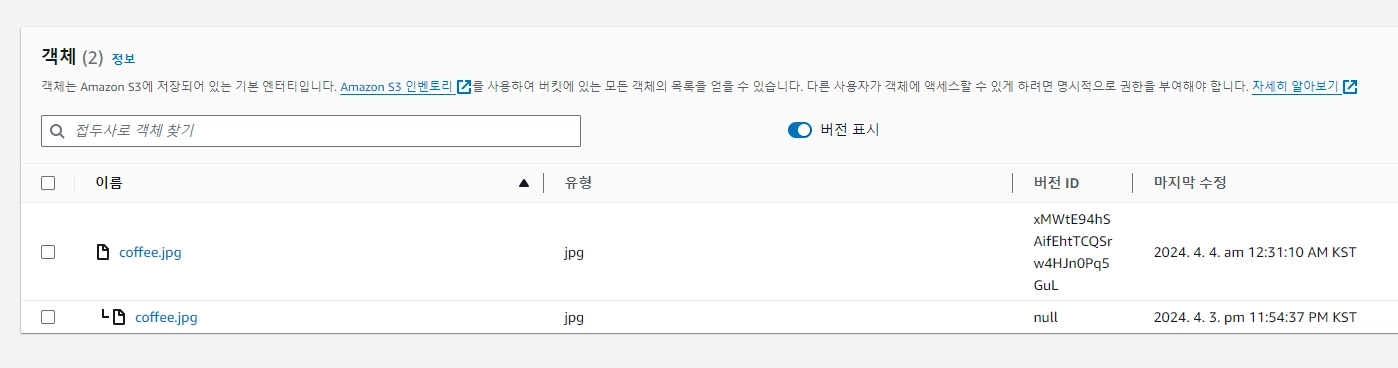 객체 (2) 정보
객체는 Amazon S3에 저장되어 있는 기본 엔터티입니다. Amazon S3 인벤토리를 사용하여 버킷에 있는 모든 객체의 목록을 얻을 수 있습니다. 다른 사용자가 객체에 액세스할 수 있게 하려면 명시적으로 권한을 부여해야 합니다. 자세히 알아보기
접두사로 객체 찾기 버전 표시
이름 유형 버전 ID 마지막 수정
xMWtE94hS
AifEhtTCQSr
coffee.jpg jpg 2024. 4. 4. am 12:31:10 AM KST
w4HJn0Pq5
GuL
coffee.jpg jpg null 2024. 4. 3. pm 11:54:37 PM KST